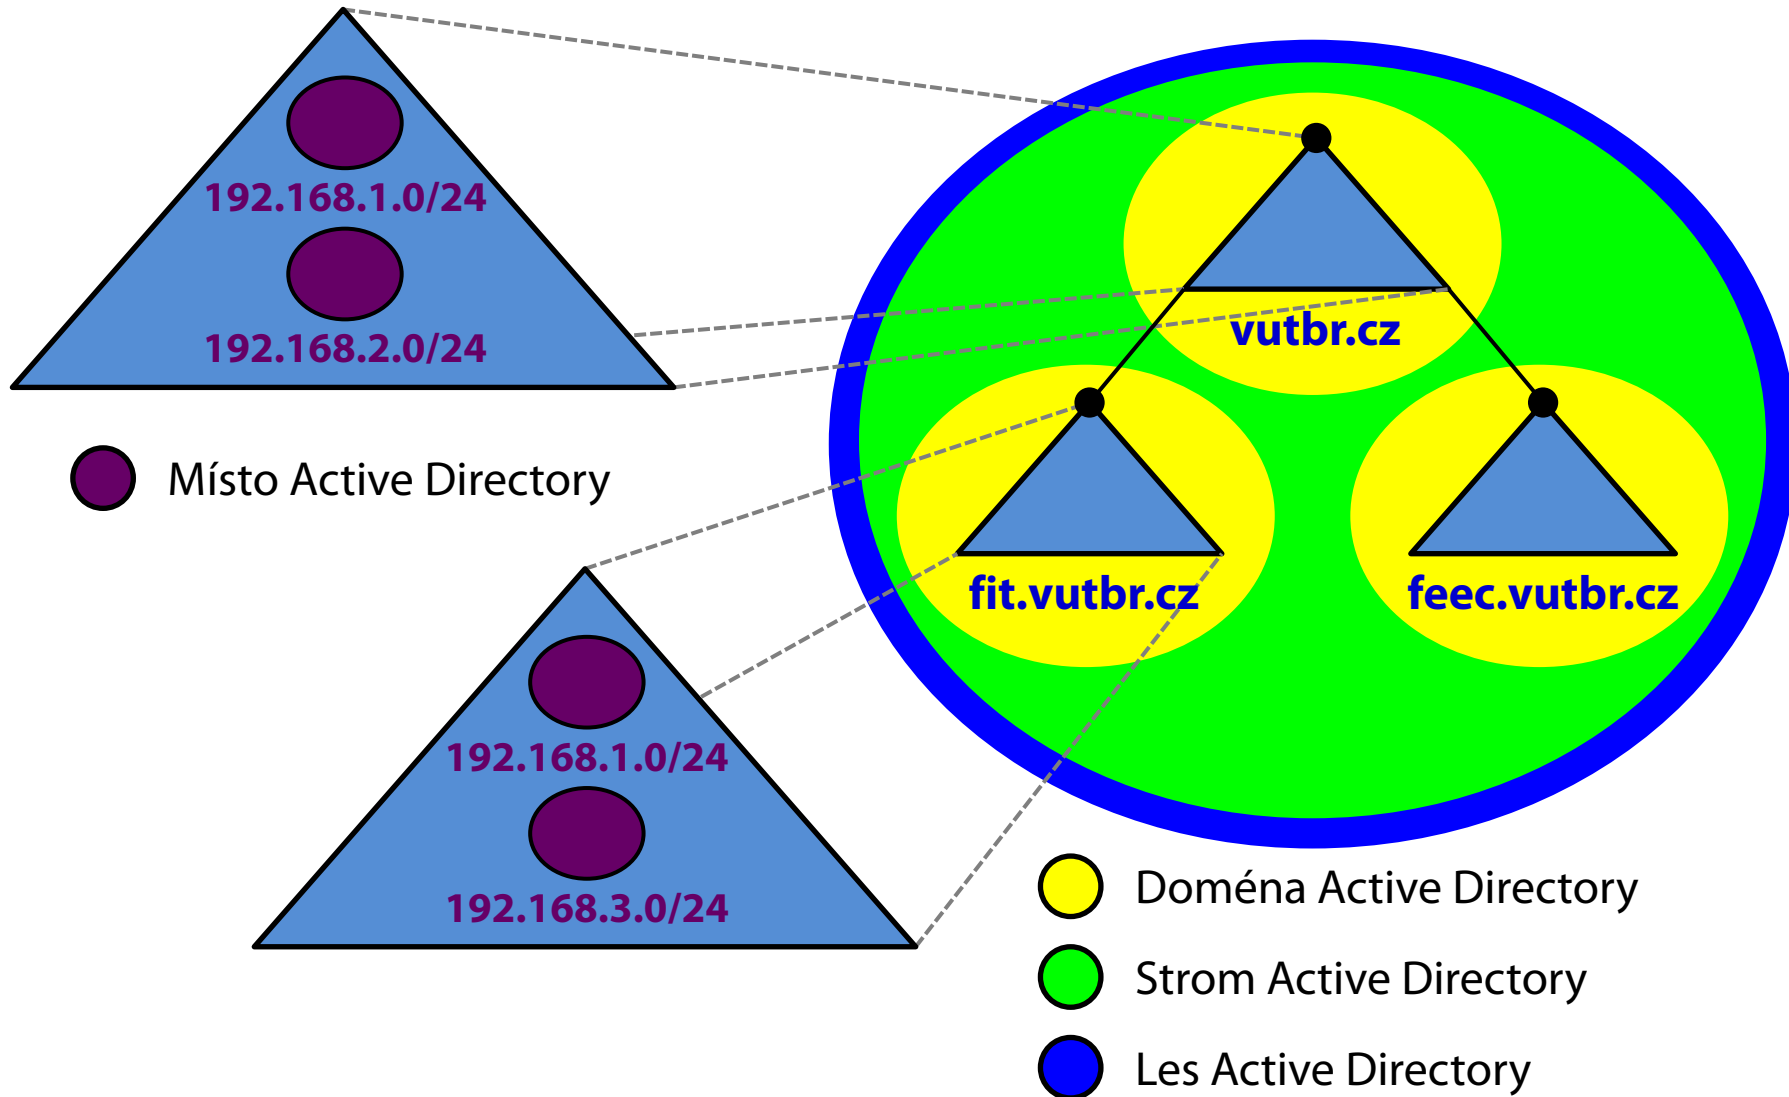 192.168.1.0/24
192.168.2.0/24
Místo Active Directory
vutbr.cz
fit.vutbr.cz
feec.vutbr.cz
192.168.1.0/24
192.168.3.0/24
Doména Active Directory
Strom Active Directory
Les Active Directory